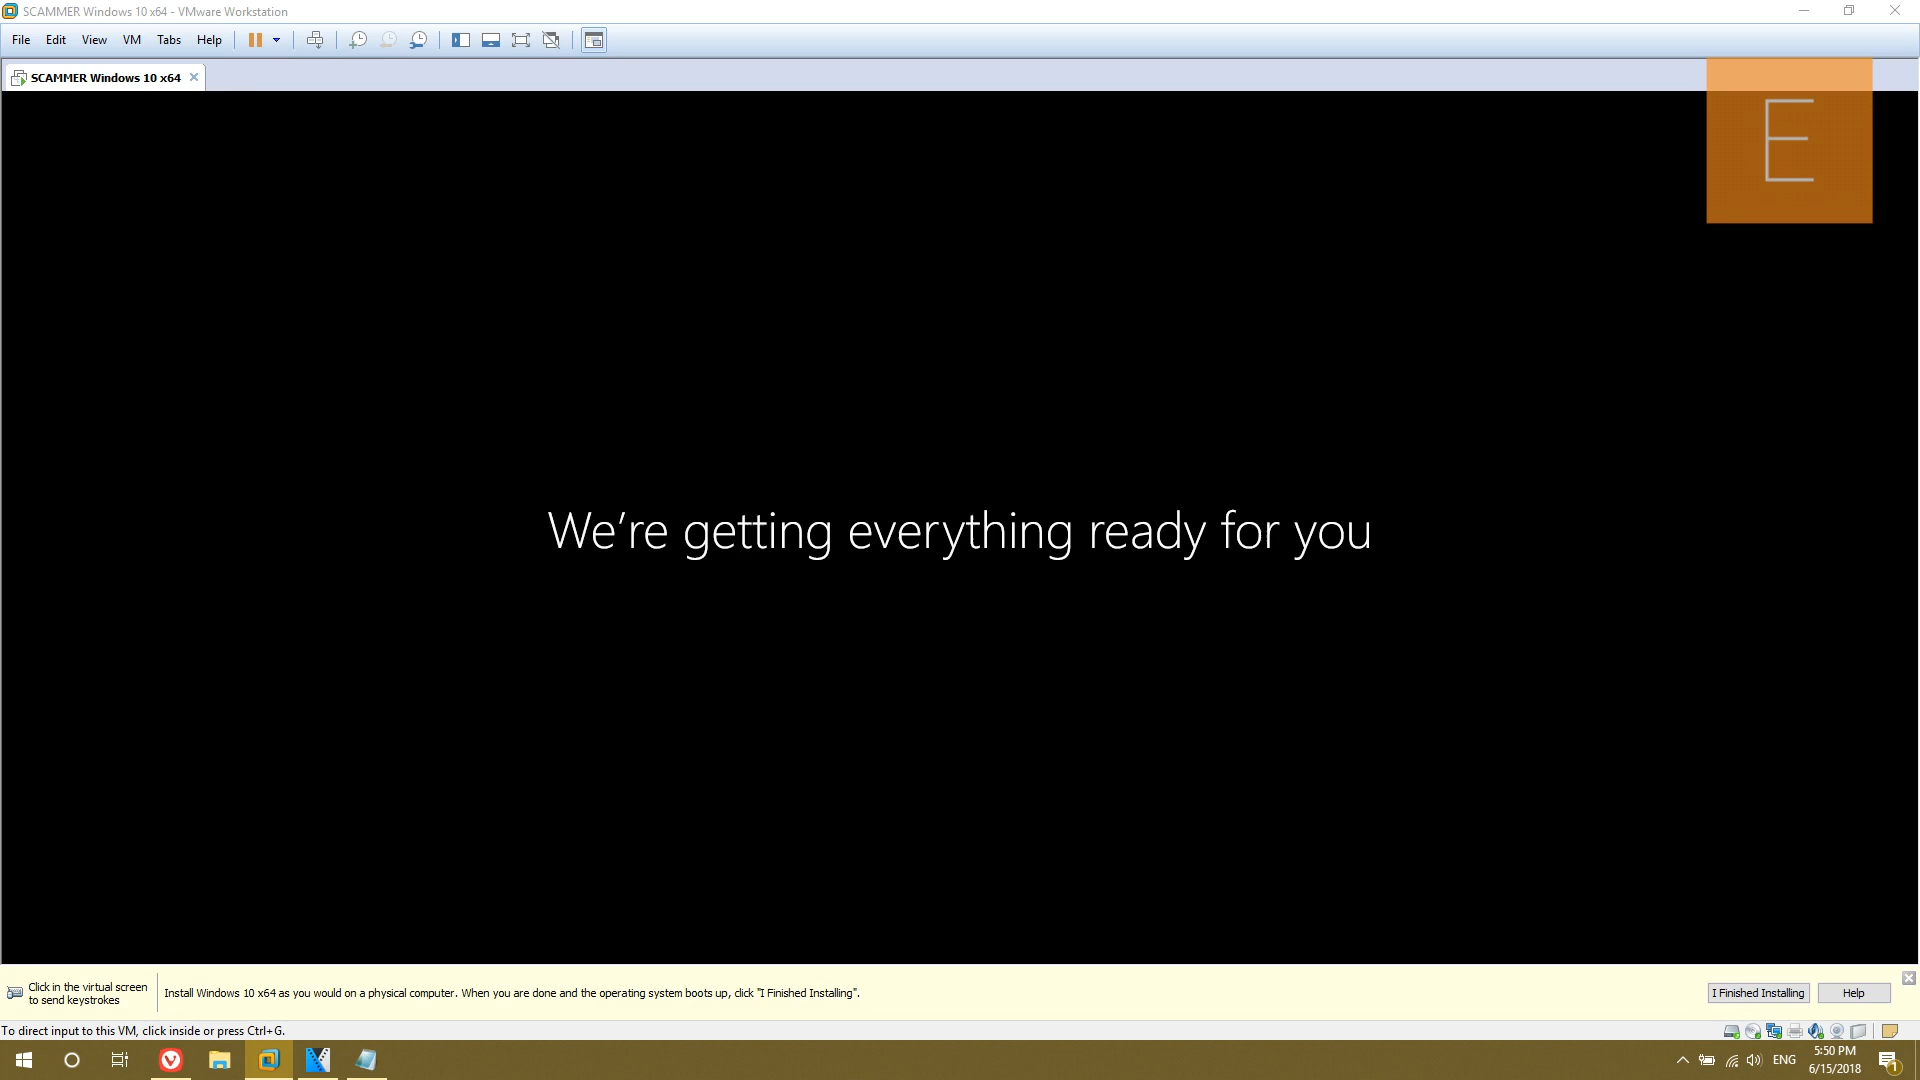 SCAMMER Windows 10 x64 - VMware Workstation
File Edit View VM Tabs Help
SCAMMER Windows 10 x64
E
We're getting everything ready for you
Click in the virtual screen
to send keystrokes
Install Windows 10 x64 as you would on a physical computer. When you are done and the operating system boots up, click "I Finished Installing".
I Finished Installing
Help
To direct input to this VM, click inside or press Ctrl+G.
ENG
5:50 PM
6/15/2018
1